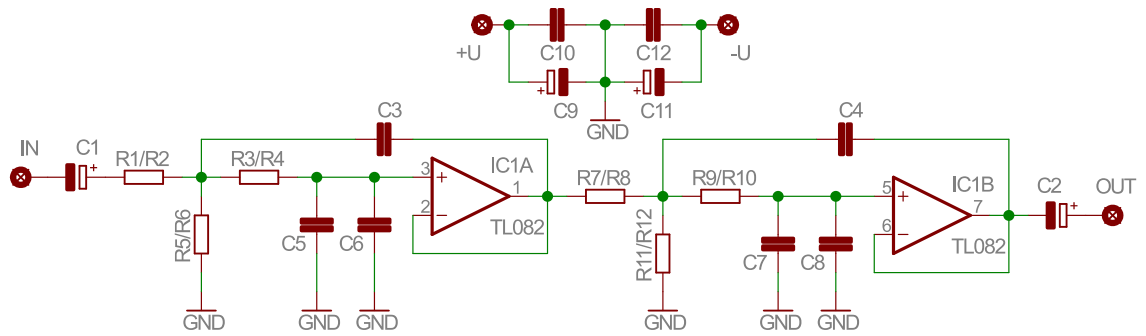 +U
C10
C12
-U
+
C9
+
C11
GND
IN
C1
+
R1/R2
R5/R6
GND
R3/R4
C3
C5
GND
C6
GND
3
+
2
−
IC1A
1
TL082
R7/R8
R11/R12
GND
R9/R10
C4
C7
GND
C8
GND
5
+
6
−
IC1B
7
TL082
C2
+
OUT